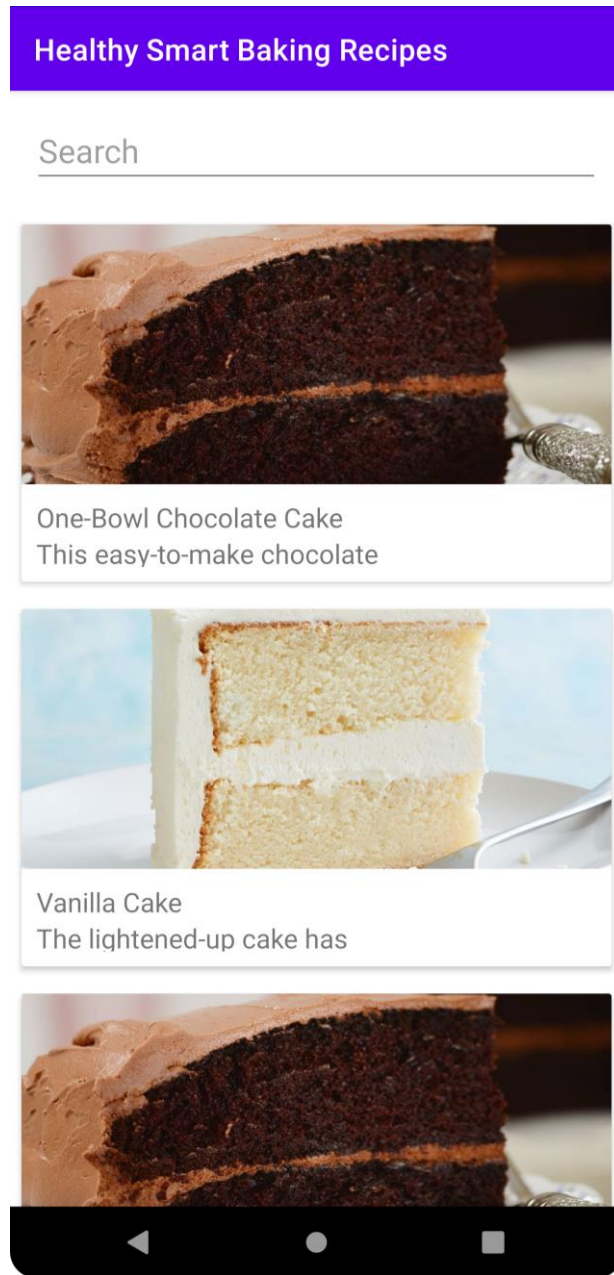 Healthy Smart Baking Recipes
Search
One-Bowl Chocolate Cake
This easy-to-make chocolate
Vanilla Cake
The lightened-up cake has